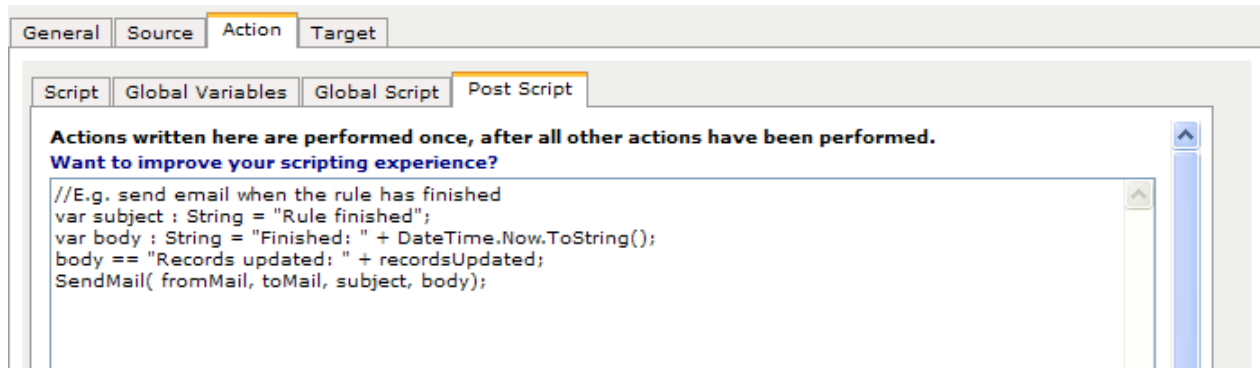 General Source Action Target
Script Global Variables Global Script Post Script
Actions written here are performed once, after all other actions have been performed.
Want to improve your scripting experience?
//E.g. send email when the rule has finished
var subject : String = "Rule finished";
var body : String = "Finished: " + DateTime.Now.ToString();
body == "Records updated: " + recordsUpdated;
SendMail( fromMail, toMail, subject, body);